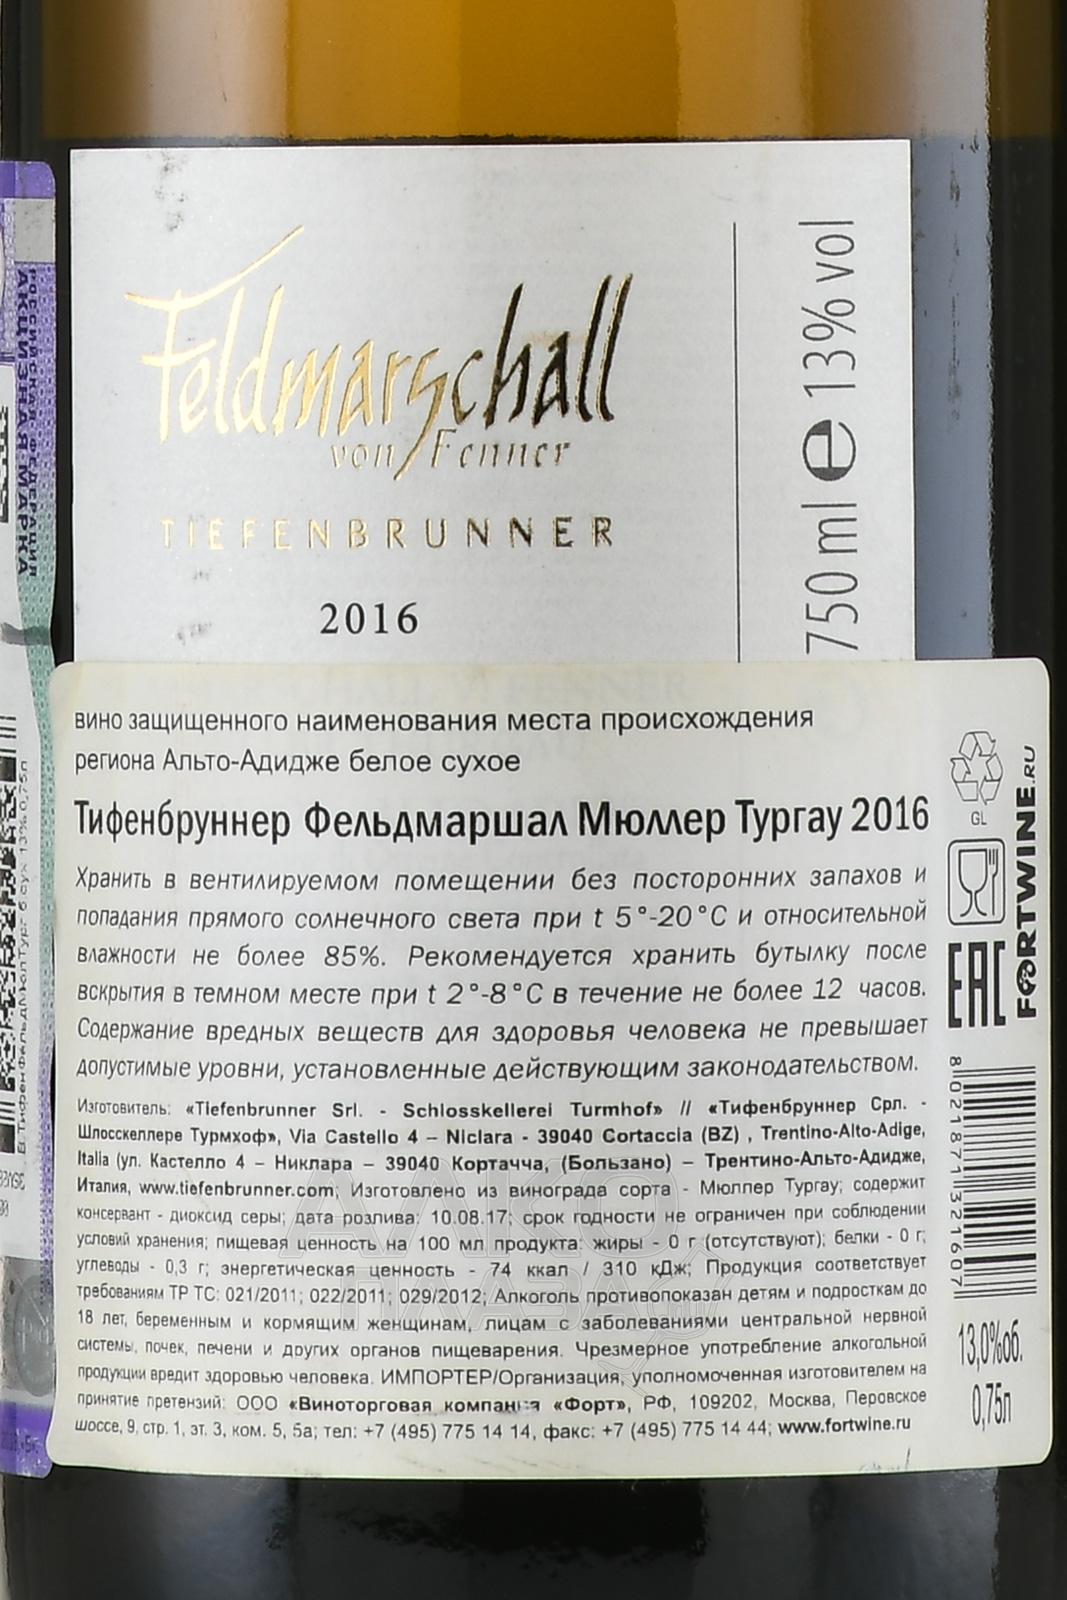 Feldmarschall
von Fenner
TIEFENBRUNNER
2016
750 ml e 13% vol
РОССИЙСКАЯ ФЕДЕРАЦИЯ
АКЦИЗНАЯ МАРКА
вино защищенного наименования места происхождения
региона Альто-Адидже белое сухое
Тифенбруннер Фельдмаршал Мюллер Тургау 2016
Хранить в вентилируемом помещении без посторонних запахов и
попадания прямого солнечного света при t 5°-20°С и относительной
влажности не более 85%. Рекомендуется хранить бутылку после
вскрытия в темном месте при t 2°-8°С в течение не более 12 часов.
Содержание вредных веществ для здоровья человека не превышает
допустимые уровни, установленные действующим законодательством.
Изготовитель: «Tiefenbrunner Srl. - Schlosskellerei Turmhof» // «Тифенбруннер Срл. -
Шлосскеллере Турмхоф», Via Castello 4 – Niclara - 39040 Cortaccia (BZ) , Trentino-Alto-Adige,
Italia (ул. Кастелло 4 – Никлара – 39040 Кортачча, (Больцано) – Трентино-Альто-Адидже,
Италия, www.tiefenbrunner.com; Изготовлено из винограда сорта - Мюллер Тургау; содержит
консервант - диоксид серы; дата розлива: 10.08.17; срок годности не ограничен при соблюдении
условий хранения; пищевая ценность на 100 мл продукта: жиры - 0 г (отсутствуют); белки - 0 г;
углеводы - 0,3 г; энергетическая ценность - 74 ккал / 310 кДж; Продукция соответствует
требованиям ТР ТС: 021/2011; 022/2011; 029/2012; Алкоголь противопоказан детям и подросткам до
18 лет, беременным и кормящим женщинам, лицам с заболеваниями центральной нервной
системы, почек, печени и других органов пищеварения. Чрезмерное употребление алкогольной
продукции вредит здоровью человека. ИМПОРТЕР/Организация, уполномоченная изготовителем на
принятие претензий: ООО «Виноторговая компания «Форт», РФ, 109202, Москва, Перовское
шоссе, 9, стр. 1, эт. 3, ком. 5, 5а; тел: +7 (495) 775 14 14, факс: +7 (495) 775 14 44; www.fortwine.ru
GL
FORTWINE.RU
EAC
8021871321607
13,0%об.
0,75л